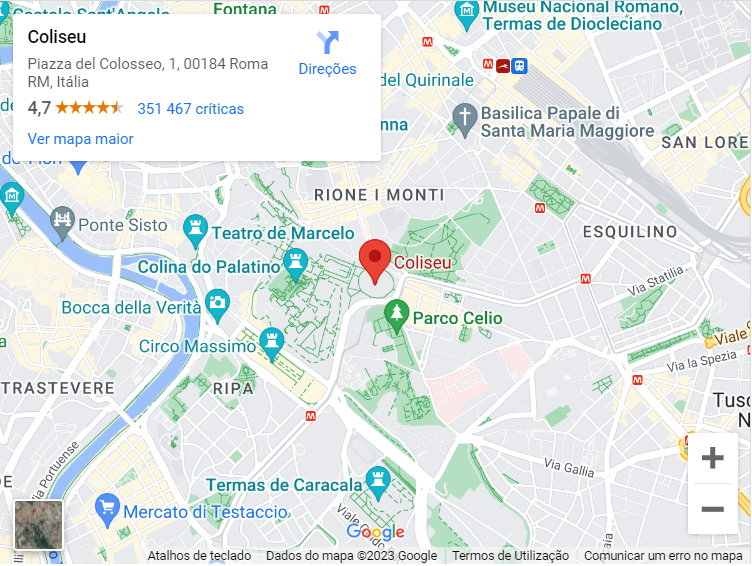 Castel Sant'Angelo
Fontana
Museu Nacional Romano,
Termas de Diocleciano
Coliseu
Piazza del Colosseo, 1, 00184 Roma
RM, Itália
Direções
4,7
351 467 críticas
Ver mapa maior
del Quirinale
nna
Basilica Papale di
Santa Maria Maggiore
SAN LORE
de' Fiori
RIONE I MONTI
M
Ponte Sisto
Teatro de Marcelo
ESQUILINO
Colina do Palatino
Coliseu
Via Statilia
M
M
Bocca della Verità
Parco Celio
Circo Massimo
Viale C
Via la Spezia
TRASTEVERE
RIPA
M
M
Tusc
N
Via Portuense
Via Gallia
Termas de Caracala
Viale
Mercato di Testaccio
Google
Atalhos de teclado
Dados do mapa ©2023 Google
Termos de Utilização
Comunicar um erro no mapa